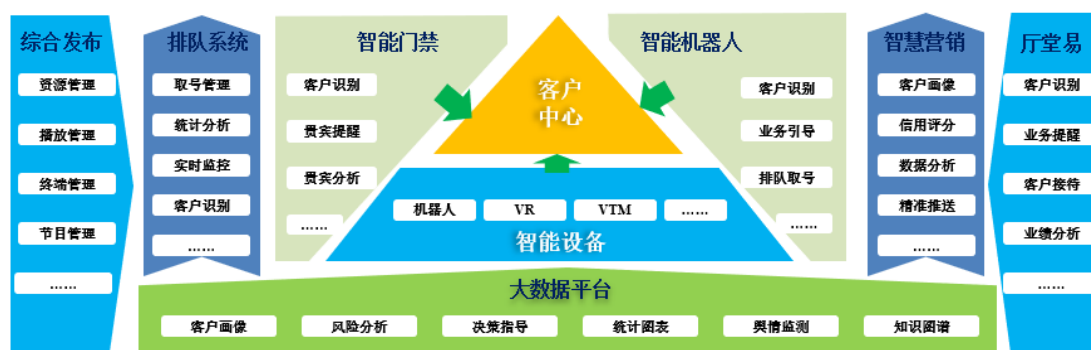 综合发布
资源管理
播放管理
终端管理
节目管理
……
排队系统
取号管理
统计分析
实时监控
客户识别
……
智能门禁
客户识别
贵宾提醒
贵宾分析
……
客户
中心
机器人
VR
VTM
……
智能设备
智能机器人
客户识别
业务引导
排队取号
……
智慧营销
客户画像
信用评分
数据分析
精准推送
……
厅堂易
客户识别
业务提醒
客户接待
业绩分析
……
大数据平台
客户画像
风险分析
决策指导
统计图表
舆情监测
知识图谱